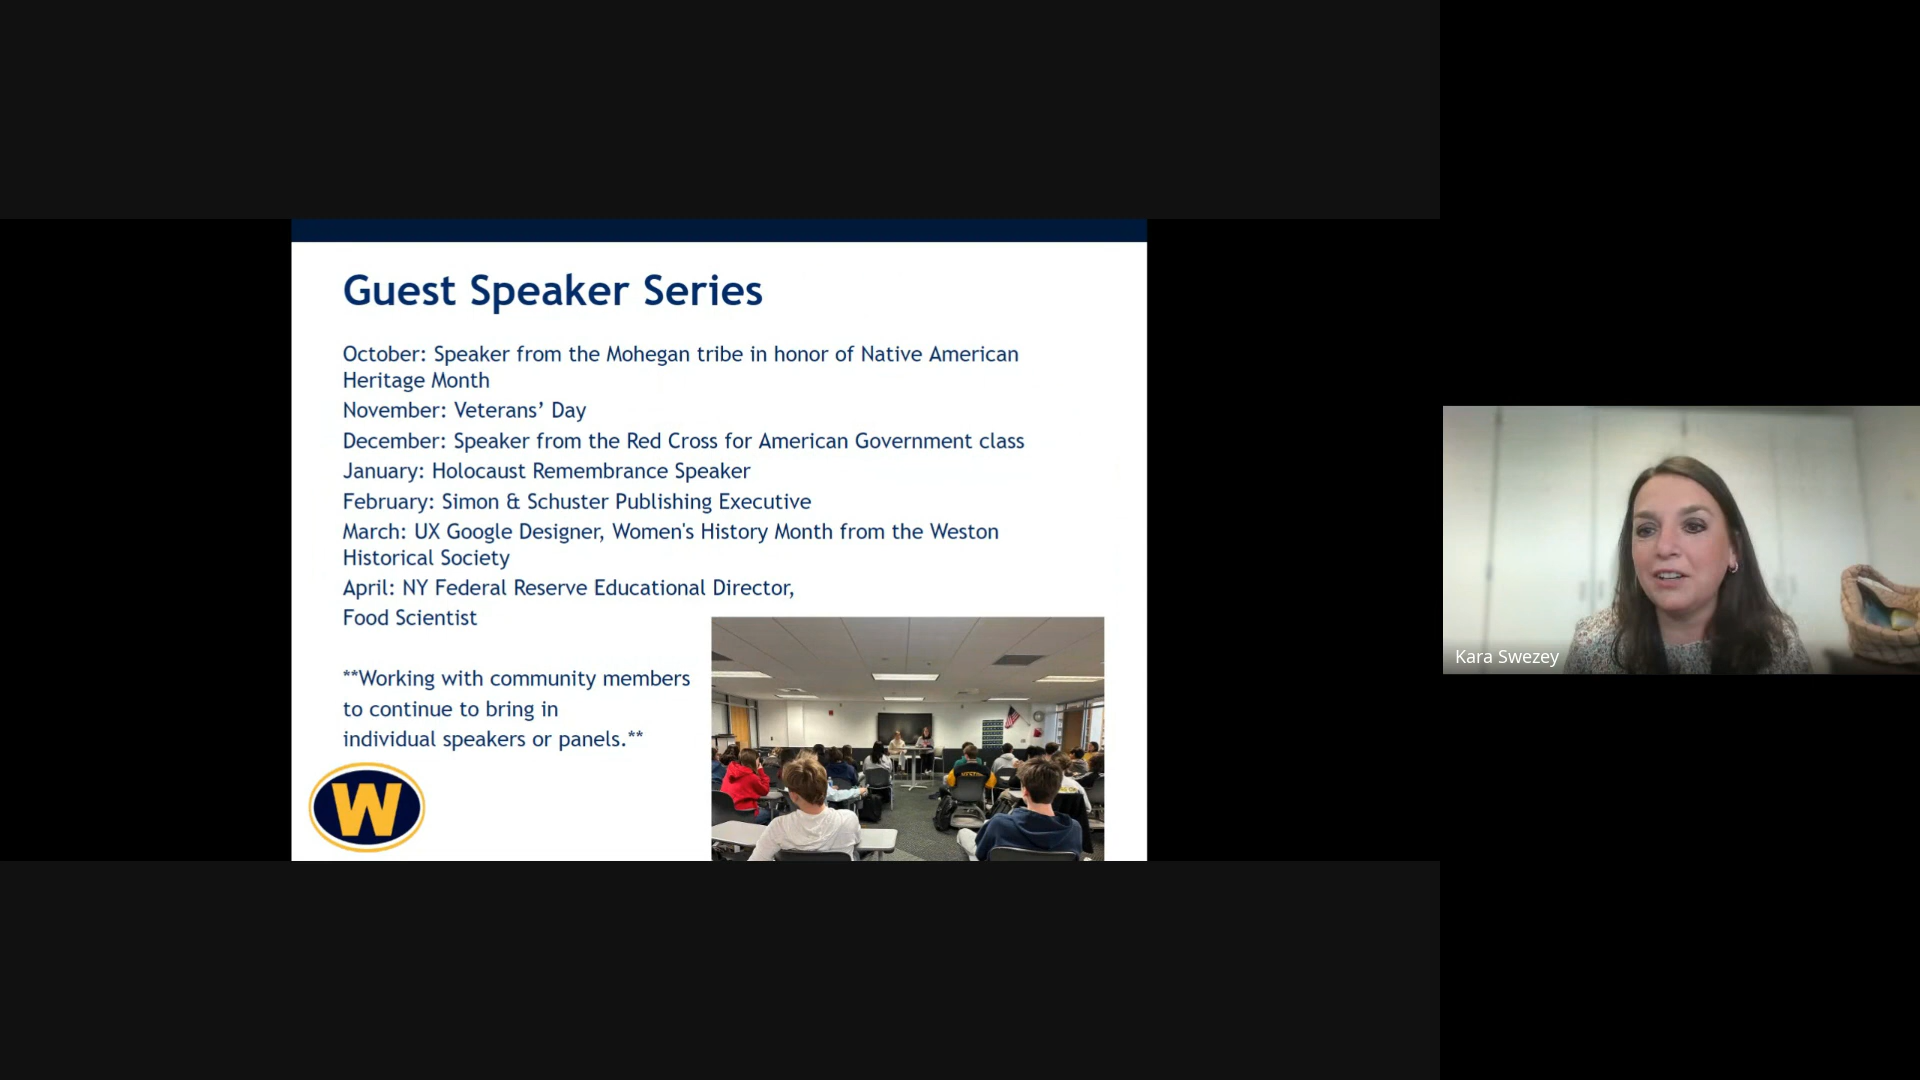 Guest Speaker Series
October: Speaker from the Mohegan tribe in honor of Native American
Heritage Month
November: Veterans’ Day
December: Speaker from the Red Cross for American Government class
January: Holocaust Remembrance Speaker
February: Simon & Schuster Publishing Executive
March: UX Google Designer, Women's History Month from the Weston
Historical Society
April: NY Federal Reserve Educational Director,
Food Scientist
**Working with community members
to continue to bring in
individual speakers or panels.**
W
Kara Swezey